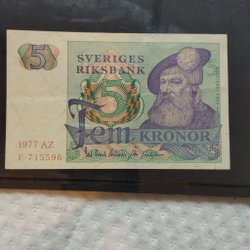 5
SVERIGES
RIKSBANK
5
Fem KRONOR
1977 AZ
F 715596